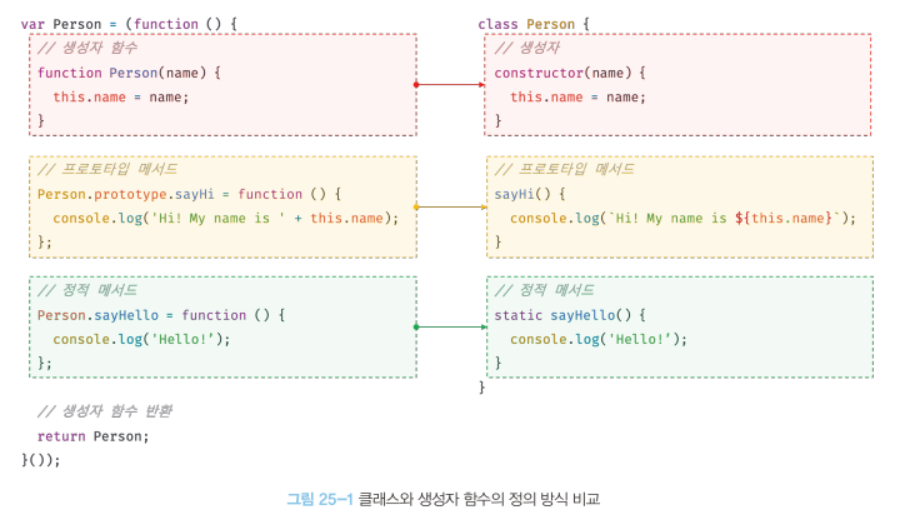 var Person = (function () {
// 생성자 함수
function Person(name) {
this.name = name;
}
// 프로토타입 메서드
Person.prototype.sayHi = function () {
console.log('Hi! My name is ' + this.name);
};
// 정적 메서드
Person.sayHello = function () {
console.log('Hello!');
};
// 생성자 함수 반환
return Person;
}());
class Person {
// 생성자
constructor(name) {
this.name = name;
}
// 프로토타입 메서드
sayHi() {
console.log(`Hi! My name is ${this.name}`);
}
// 정적 메서드
static sayHello() {
console.log('Hello!');
}
}
그림 25-1 클래스와 생성자 함수의 정의 방식 비교